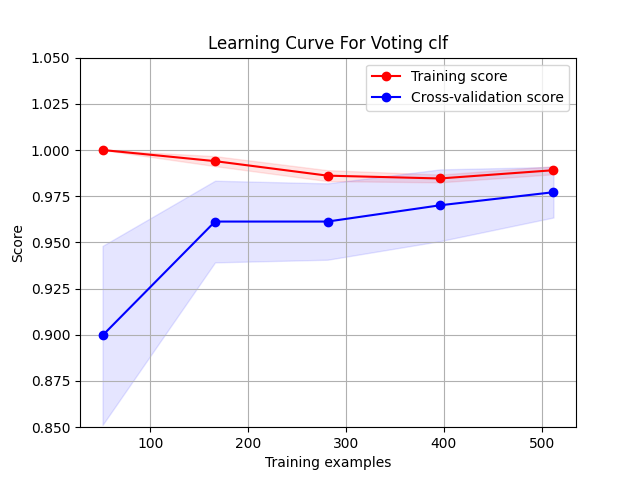 Learning Curve For Voting clf
1.050
1.025
1.000
0.975
0.950
0.925
0.900
0.875
0.850
Score
Training score
Cross-validation score
100 200 300 400 500
Training examples